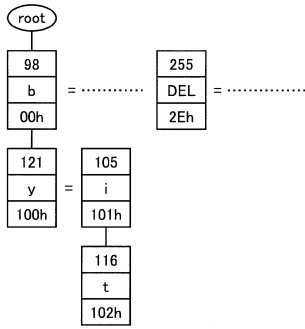 root
98 255
b = ……… DEL = ………
00h 2Eh
121 105
y = i
100h 101h
116
t
102h